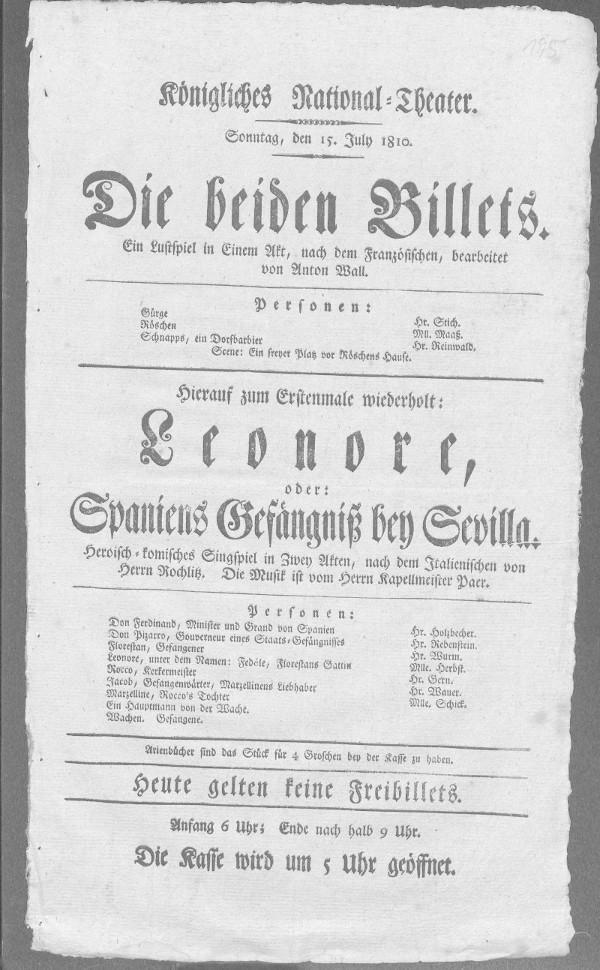 195
Königliches National-Theater.
Sonntag, den 15. July 1810.
Die beiden Billets.
Ein Lustspiel in Einem Akt, nach dem Französischen, bearbeitet
von Anton Wall.
Personen:
Gürge Hr. Stich.
Röschen Mll. Maaß.
Schnapps, ein Dorfbarbier Hr. Reinwald.
Scene: Ein freyer Platz vor Röschens Hause.
Hierauf zum Erstenmale wiederholt:
Leonore,
oder:
Spaniens Gefängniß bey Sevilla.
Heroisch-komisches Singspiel in Zwey Akten, nach dem Italienischen von
Herrn Rochlitz. Die Musik ist vom Herrn Kapellmeister Paer.
Personen:
Don Ferdinand, Minister und Grand von Spanien Hr. Holzbecher.
Don Pizarro, Gouverneur eines Staats-Gefängnisses Hr. Rebenstein.
Florestan, Gefangener Hr. Wurm.
Leonore, unter dem Namen: Fedele, Florestans Gattin Mlle. Herbst.
Rocco, Kerkermeister Hr. Gern.
Jacob, Gefangenwärter, Marzellinens Liebhaber Hr. Wauer.
Marzelline, Rocco's Tochter Mlle. Schick.
Ein Hauptmann von der Wache.
Wachen. Gefangene.
Arienbücher sind das Stück für 4 Groschen bey der Kasse zu haben.
Heute gelten keine Freibillets.
Anfang 6 Uhr; Ende nach halb 9 Uhr.
Die Kasse wird um 5 Uhr geöffnet.